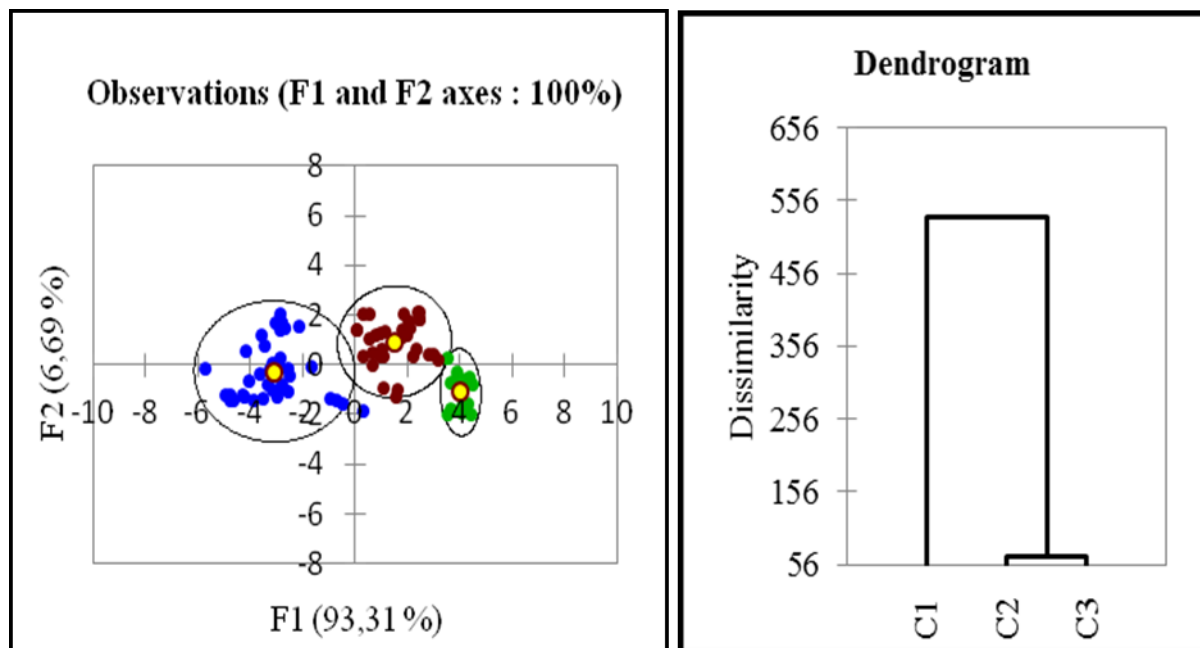 Observations (F1 and F2 axes : 100%)
8
6
4
2
0
-10 -8 -6 -4 -2 0 2 4 6 8 10
-4
-6
-8
F2 (6,69 %)
F1 (93,31 %)
Dendrogram
656
556
456
356
256
156
56
Dissimilarity
C1
C2
C3